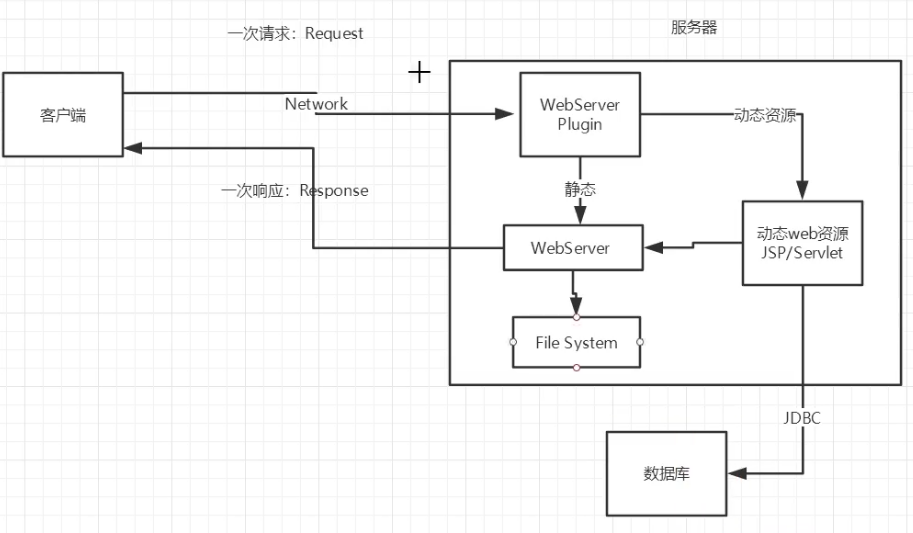 一次请求：Request
服务器
客户端
Network
WebServer
Plugin
动态资源
一次响应：Response
静态
WebServer
动态web资源
JSP/Servlet
File System
JDBC
数据库